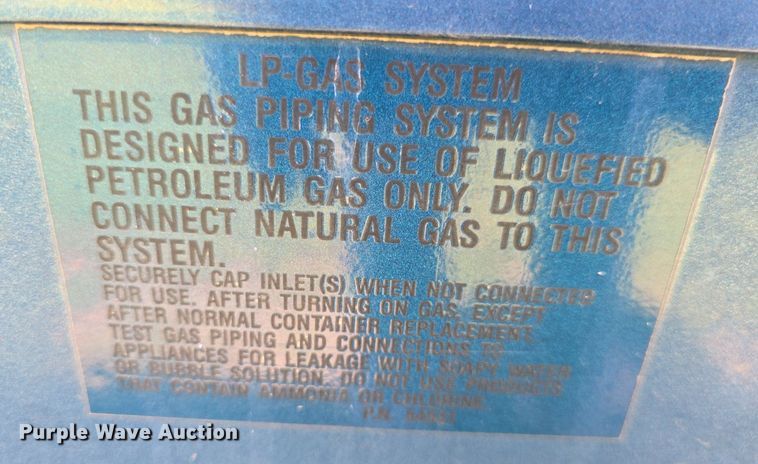 LP-GAS SYSTEM
THIS GAS PIPING SYSTEM IS
DESIGNED FOR USE OF LIQUEFIED
PETROLEUM GAS ONLY. DO NOT
CONNECT NATURAL GAS TO THIS
SYSTEM.
SECURELY CAP INLET(S) WHEN NOT CONNECTED
FOR USE. AFTER TURNING ON GAS, EXCEPT
AFTER NORMAL CONTAINER REPLACEMENT,
TEST GAS PIPING AND CONNECTIONS TO
APPLIANCES FOR LEAKAGE WITH SOAPY WATER
OR BUBBLE SOLUTION. DO NOT USE PRODUCTS
THAT CONTAIN AMMONIA OR CHLORINE.
P.N.
Purple Wave Auction